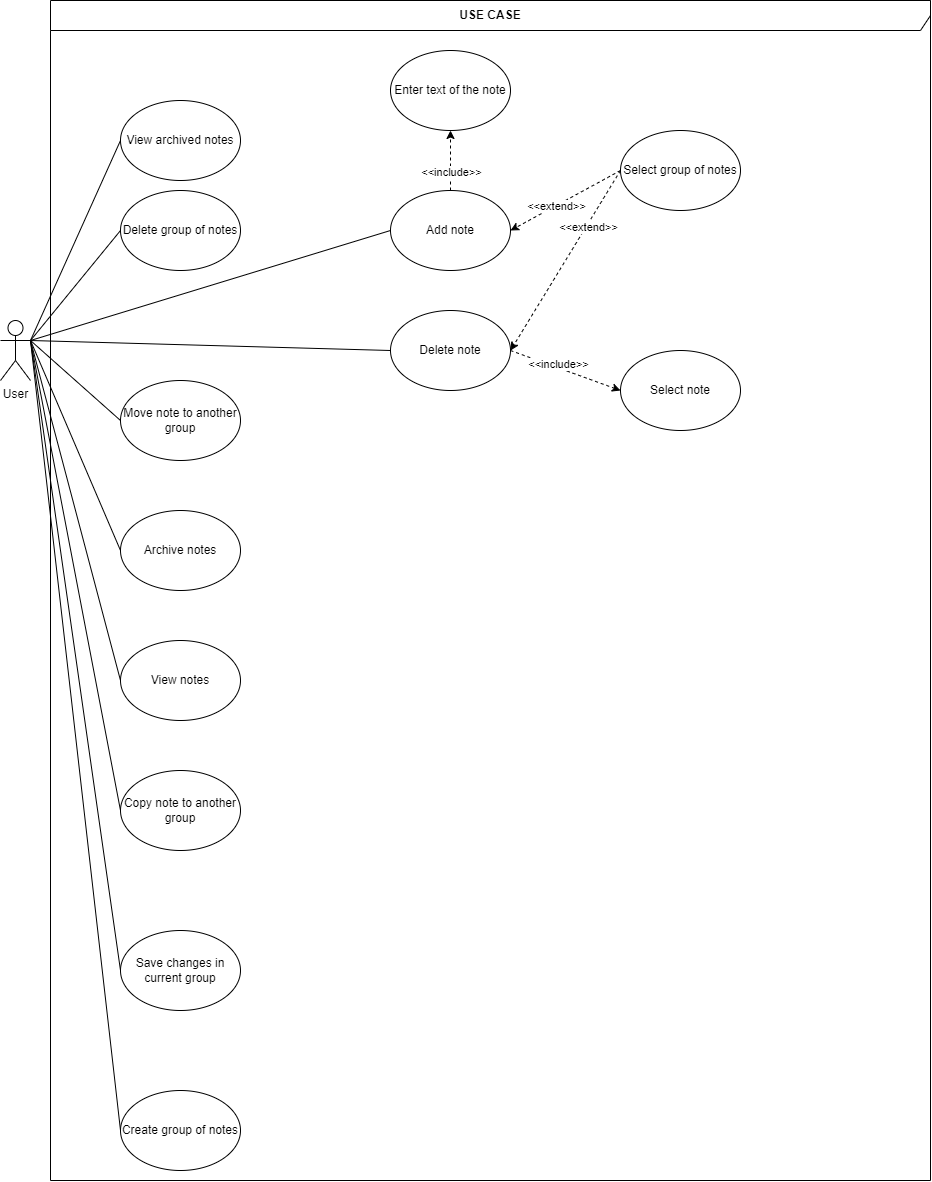 USE CASE
Enter text of the note
View archived notes
<<include>>
Select group of notes
<<extend>>
<<extend>>
Delete group of notes
Add note
User
Delete note
<<include>>
Select note
Move note to another
group
Archive notes
View notes
Copy note to another
group
Save changes in
current group
Create group of notes